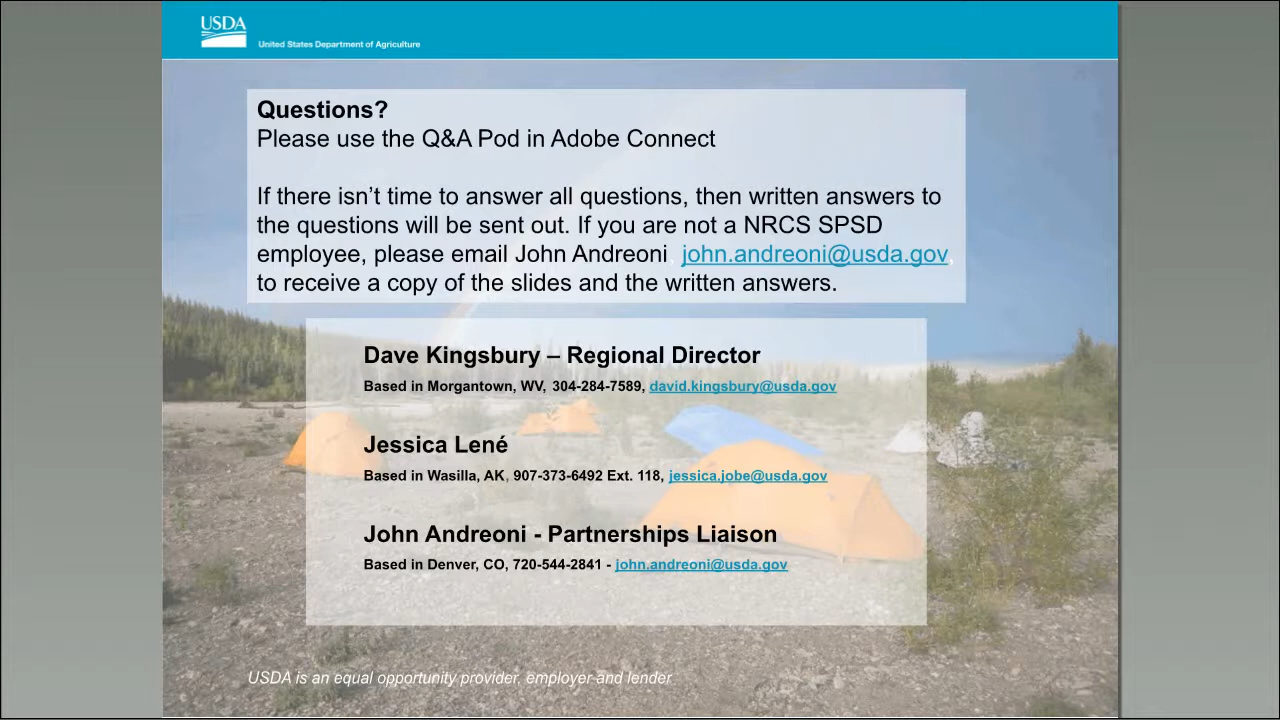 USDA
United States Department of Agriculture
Questions?
Please use the Q&A Pod in Adobe Connect
If there isn’t time to answer all questions, then written answers to
the questions will be sent out. If you are not a NRCS SPSD
employee, please email John Andreoni, john.andreoni@usda.gov,
to receive a copy of the slides and the written answers.
Dave Kingsbury – Regional Director
Based in Morgantown, WV, 304-284-7589, david.kingsbury@usda.gov
Jessica Lené
Based in Wasilla, AK, 907-373-6492 Ext. 118, jessica.jobe@usda.gov
John Andreoni - Partnerships Liaison
Based in Denver, CO, 720-544-2841 - john.andreoni@usda.gov
USDA is an equal opportunity provider, employer and lender